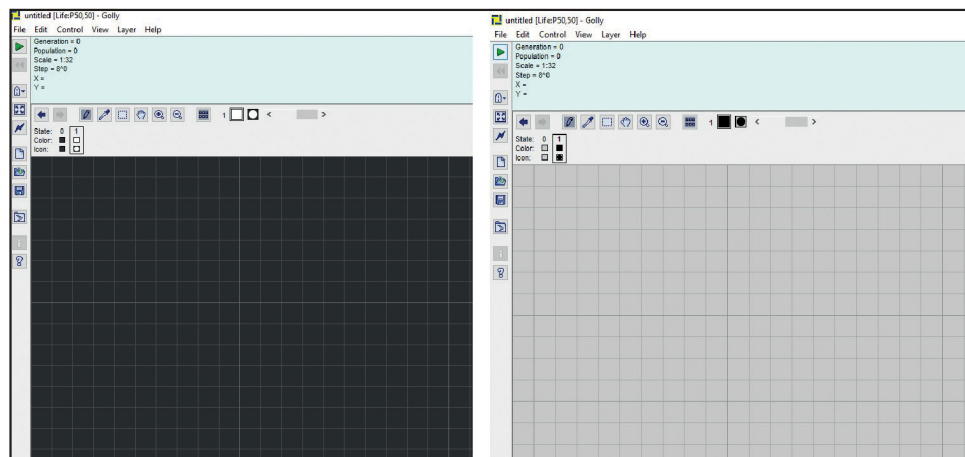 untitled [Life:P50,50] - Golly
File Edit Control View Layer Help
Generation = 0
Population = 0
Scale = 1:32
Step = 8^0
X =
Y =
1 < >
State: 0 1
Color:
Icon:
untitled [Life:P50,50] - Golly
File Edit Control View Layer Help
Generation = 0
Population = 0
Scale = 1:32
Step = 8^0
X =
Y =
1 < >
State: 0 1
Color:
Icon: